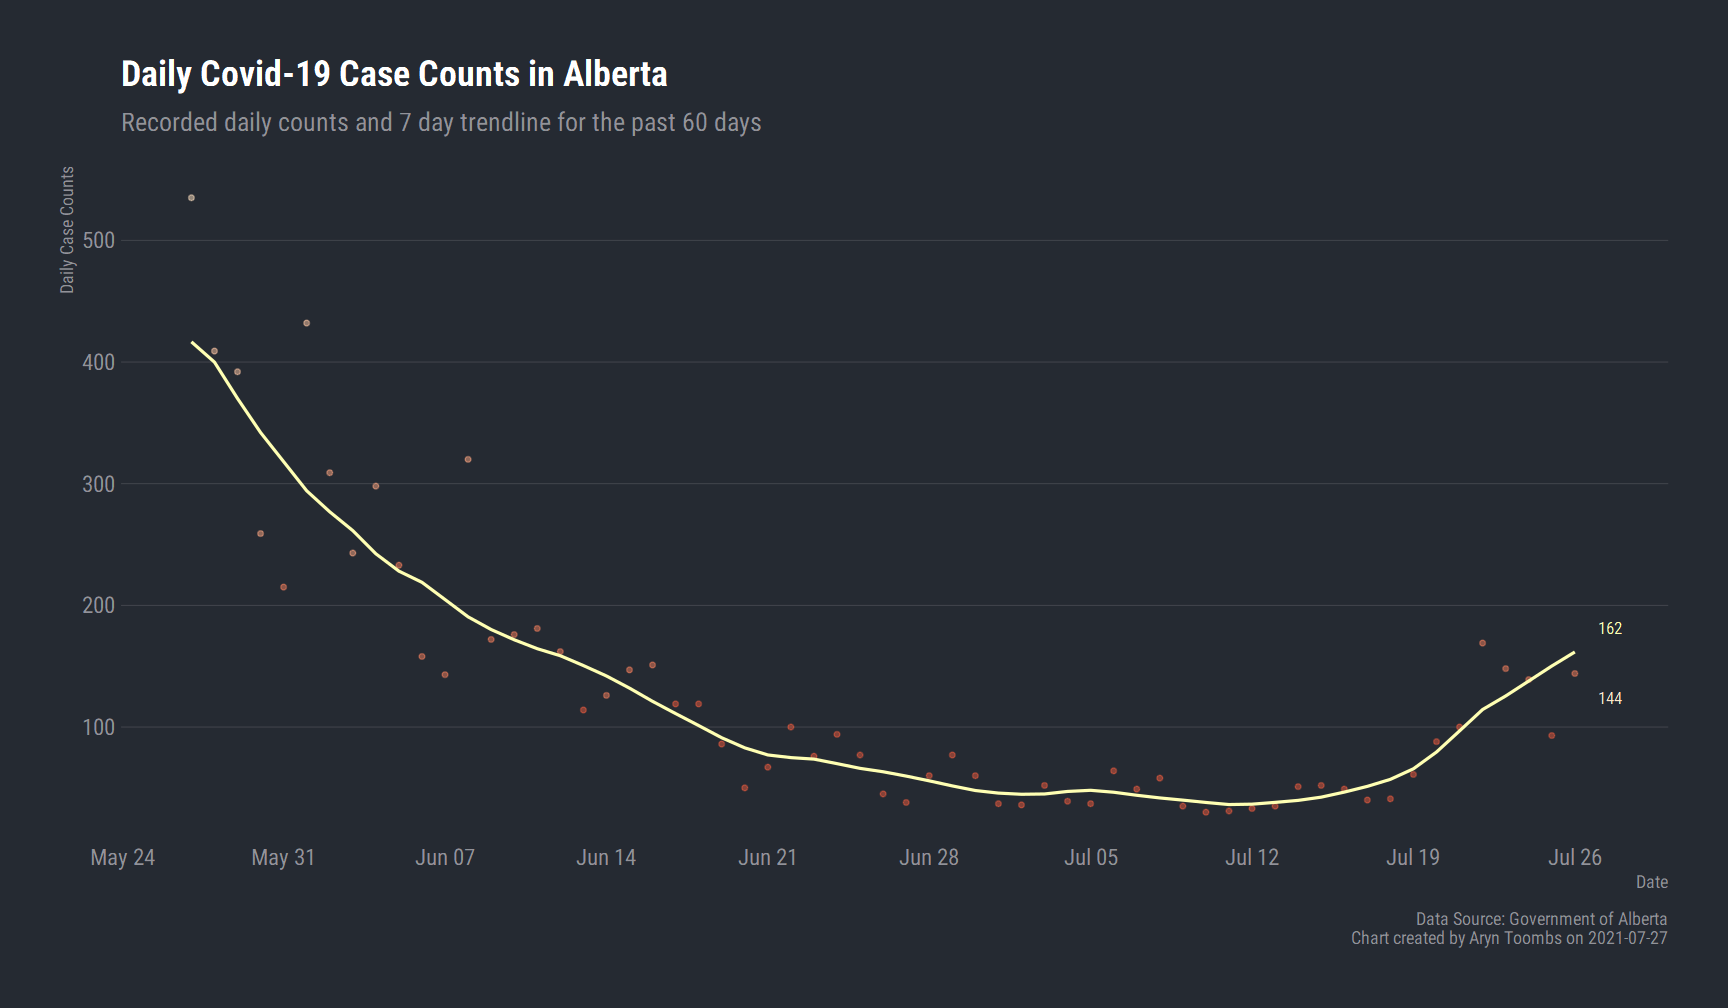 Daily Covid-19 Case Counts in Alberta
Recorded daily counts and 7 day trendline for the past 60 days
Daily Case Counts
500
400
300
200
100
162
144
May 24
May 31
Jun 07
Jun 14
Jun 21
Jun 28
Jul 05
Jul 12
Jul 19
Jul 26
Date
Data Source: Government of Alberta
Chart created by Aryn Toombs on 2021-07-27